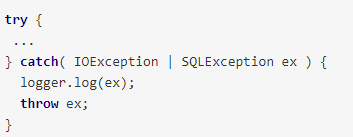 try {
 ...
} catch( IOException | SQLException ex ) {
  logger.log(ex);
  throw ex;
}